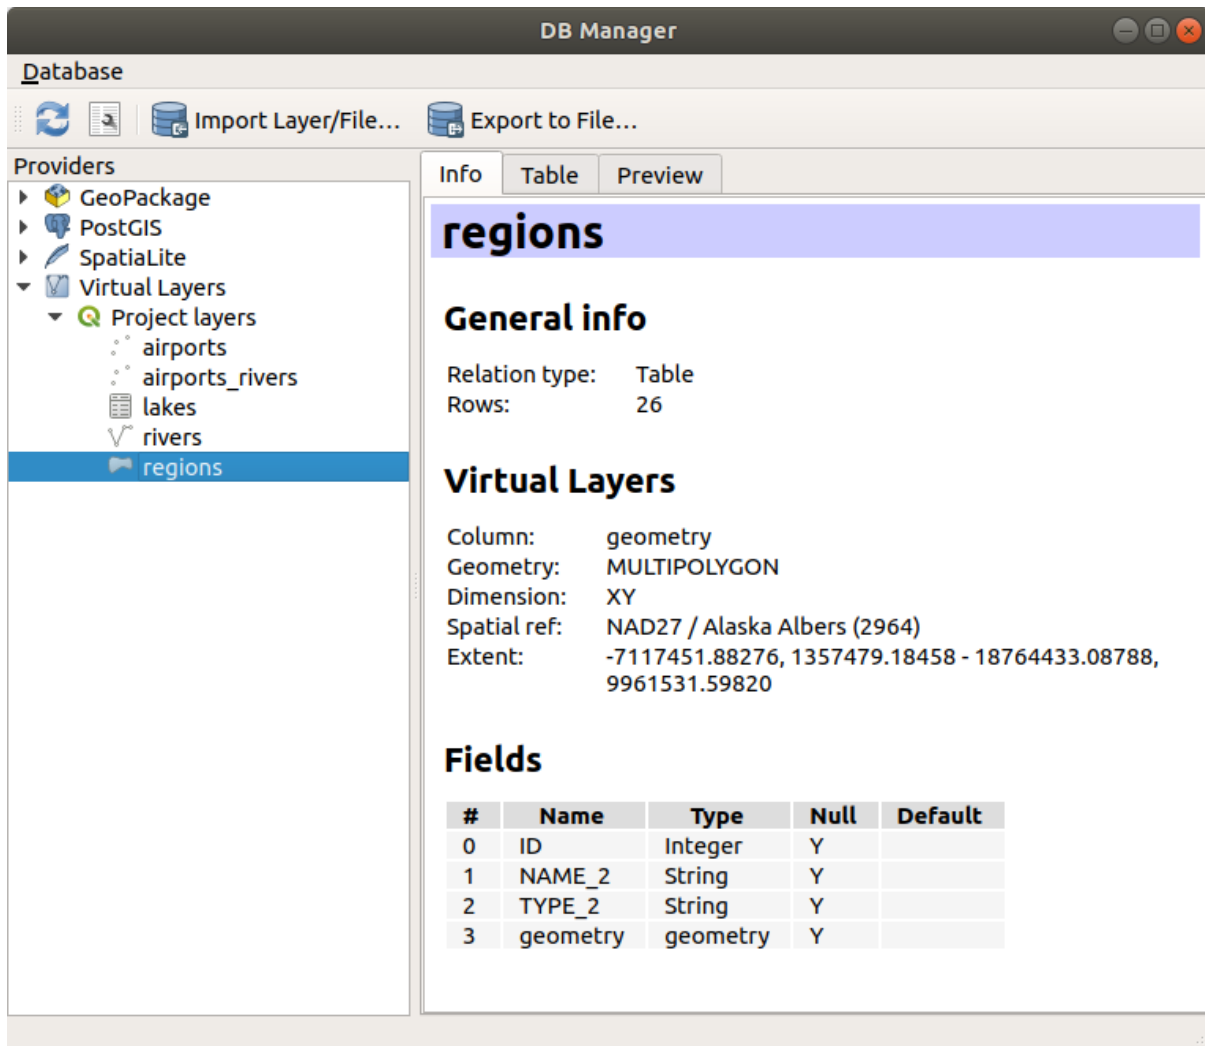 DB Manager
Database
Import Layer/File... Export to File...
Providers
GeoPackage
PostGIS
SpatiaLite
Virtual Layers
Project layers
airports
airports_rivers
lakes
rivers
regions
Info Table Preview
regions
General info
Relation type: Table
Rows: 26
Virtual Layers
Column: geometry
Geometry: MULTIPOLYGON
Dimension: XY
Spatial ref: NAD27 / Alaska Albers (2964)
Extent: -7117451.88276, 1357479.18458 - 18764433.08788,
9961531.59820
Fields
# Name Type Null Default
0 ID Integer Y
1 NAME_2 String Y
2 TYPE_2 String Y
3 geometry geometry Y